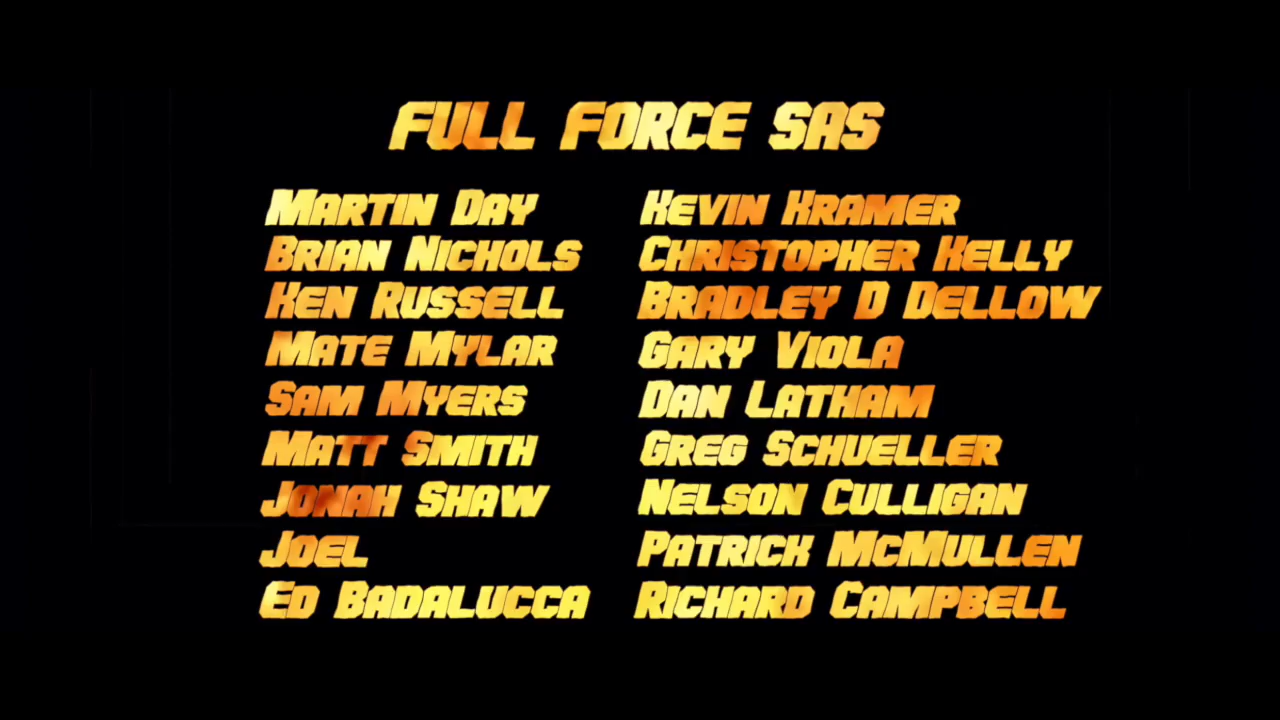 FULL FORCE SAS
MARTIN DAY
BRIAN NICHOLS
KEN RUSSELL
MATE MYLAR
SAM MYERS
MATT SMITH
JONAH SHAW
JOEL
ED BADALUCCA
KEVIN KRAMER
CHRISTOPHER KELLY
BRADLEY D DELLOW
GARY VIOLA
DAN LATHAM
GREG SCHUELLER
NELSON CULLIGAN
PATRICK MCMULLEN
RICHARD CAMPBELL